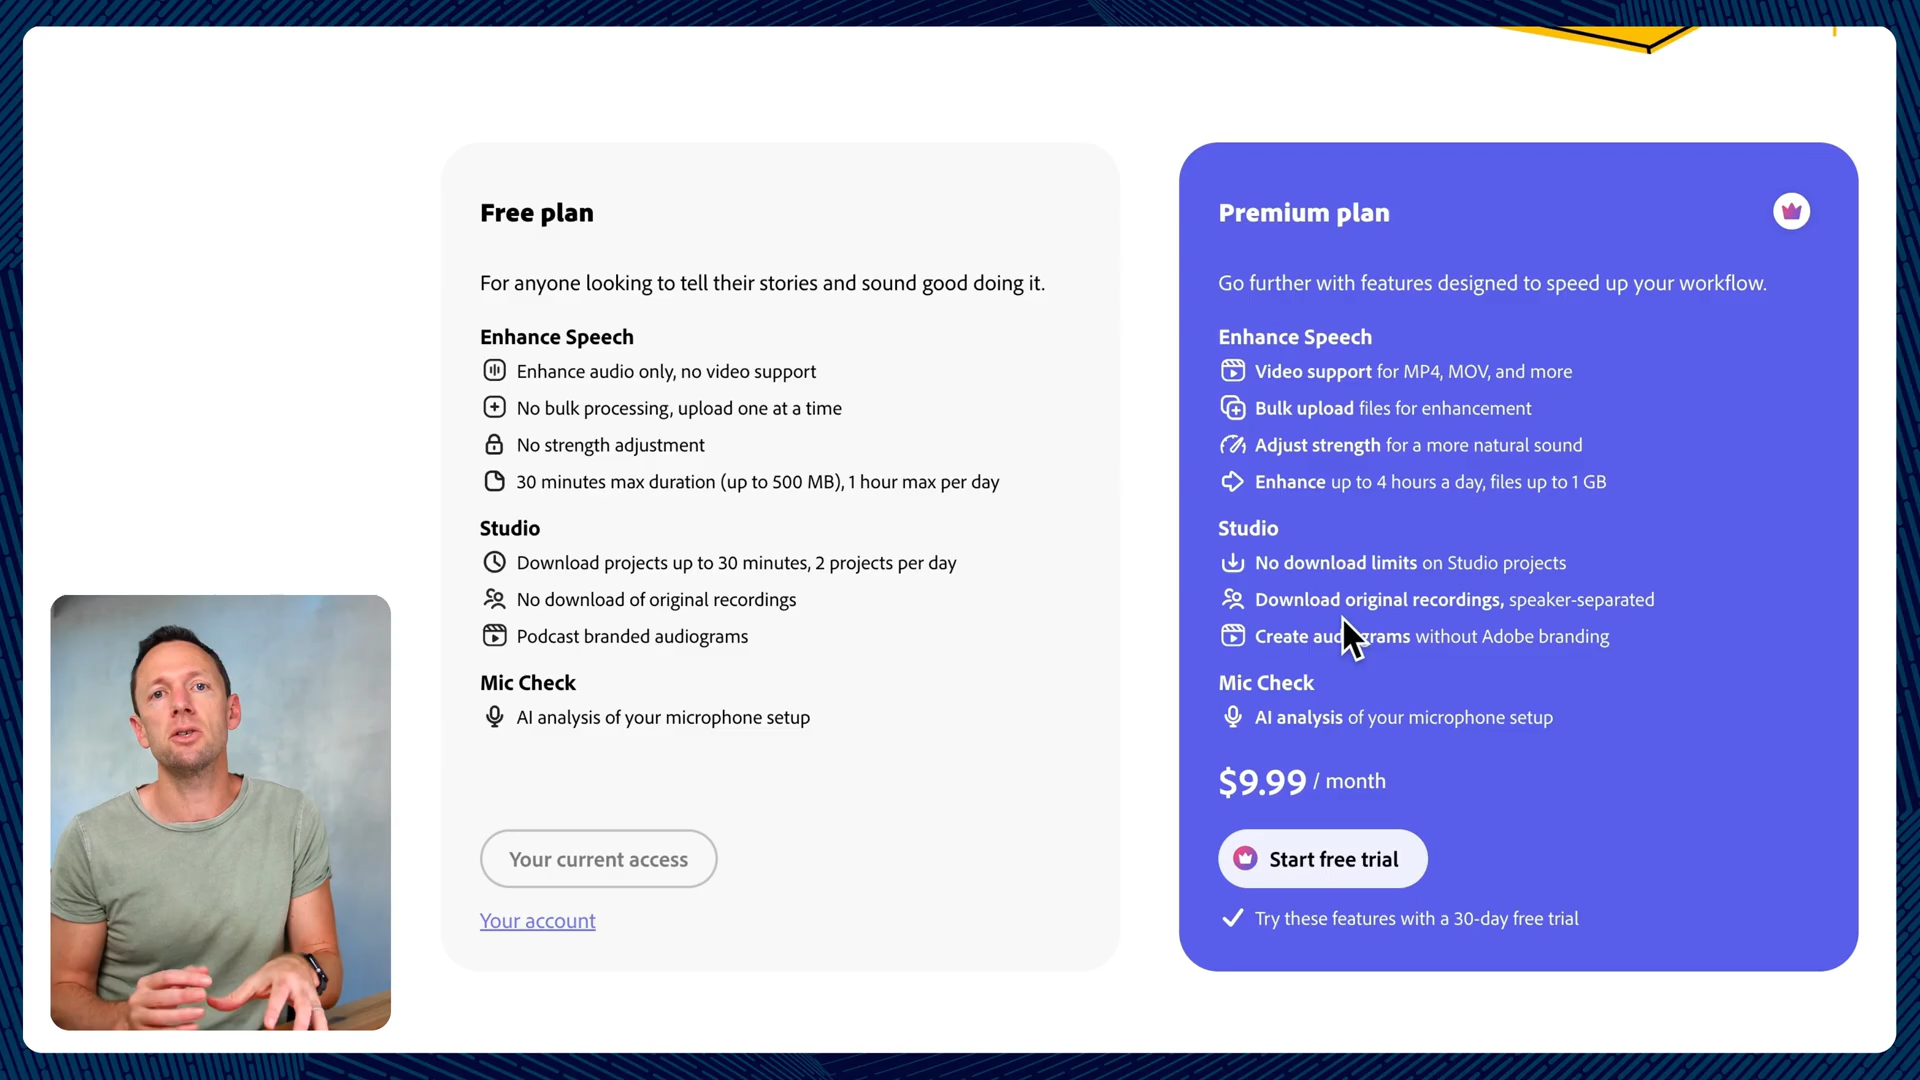 Free plan
For anyone looking to tell their stories and sound good doing it.
Enhance Speech
Enhance audio only, no video support
No bulk processing, upload one at a time
No strength adjustment
30 minutes max duration (up to 500 MB), 1 hour max per day
Studio
Download projects up to 30 minutes, 2 projects per day
No download of original recordings
Podcast branded audiograms
Mic Check
AI analysis of your microphone setup
Your current access
Your account
Premium plan
Go further with features designed to speed up your workflow.
Enhance Speech
Video support for MP4, MOV, and more
Bulk upload files for enhancement
Adjust strength for a more natural sound
Enhance up to 4 hours a day, files up to 1 GB
Studio
No download limits on Studio projects
Download original recordings, speaker-separated
Create audiograms without Adobe branding
Mic Check
AI analysis of your microphone setup
$9.99 / month
Start free trial
Try these features with a 30-day free trial